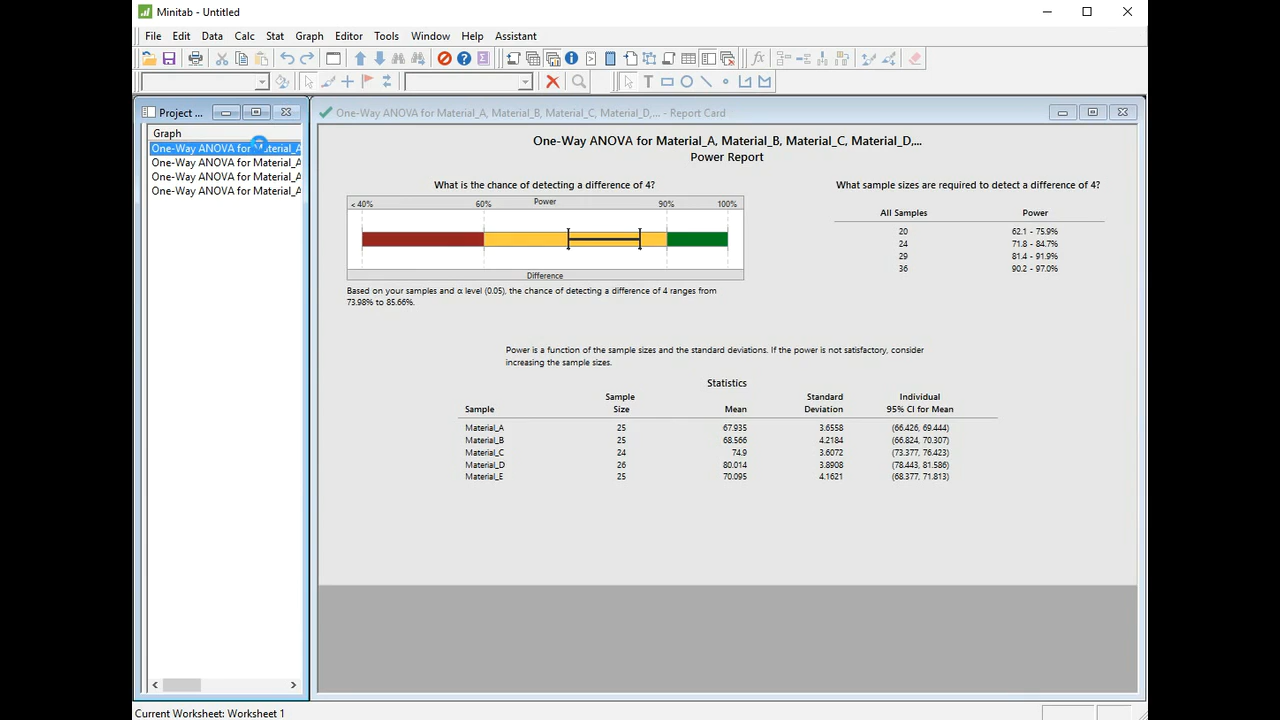 Minitab - Untitled
File Edit Data Calc Stat Graph Editor Tools Window Help Assistant
Project ...
One-Way ANOVA for Material_A, Material_B, Material_C, Material_D,... - Report Card
Graph
One-Way ANOVA for Material_A
One-Way ANOVA for Material_A
One-Way ANOVA for Material_A
One-Way ANOVA for Material_A
One-Way ANOVA for Material_A, Material_B, Material_C, Material_D,...
Power Report
What is the chance of detecting a difference of 4?
< 40% 60% Power 90% 100%
Difference
Based on your samples and α level (0.05), the chance of detecting a difference of 4 ranges from
73.98% to 85.66%.
What sample sizes are required to detect a difference of 4?
All Samples Power
20 62.1 - 75.9%
24 71.8 - 84.7%
29 81.4 - 91.9%
36 90.2 - 97.0%
Power is a function of the sample sizes and the standard deviations. If the power is not satisfactory, consider
increasing the sample sizes.
Statistics
Sample Standard Individual
Sample Size Mean Deviation 95% CI for Mean
Material_A 25 67.935 3.6558 (66.426, 69.444)
Material_B 25 68.566 4.2184 (66.824, 70.307)
Material_C 24 74.9 3.6072 (73.377, 76.423)
Material_D 26 80.014 3.8908 (78.443, 81.586)
Material_E 25 70.095 4.1621 (68.377, 71.813)
Current Worksheet: Worksheet 1